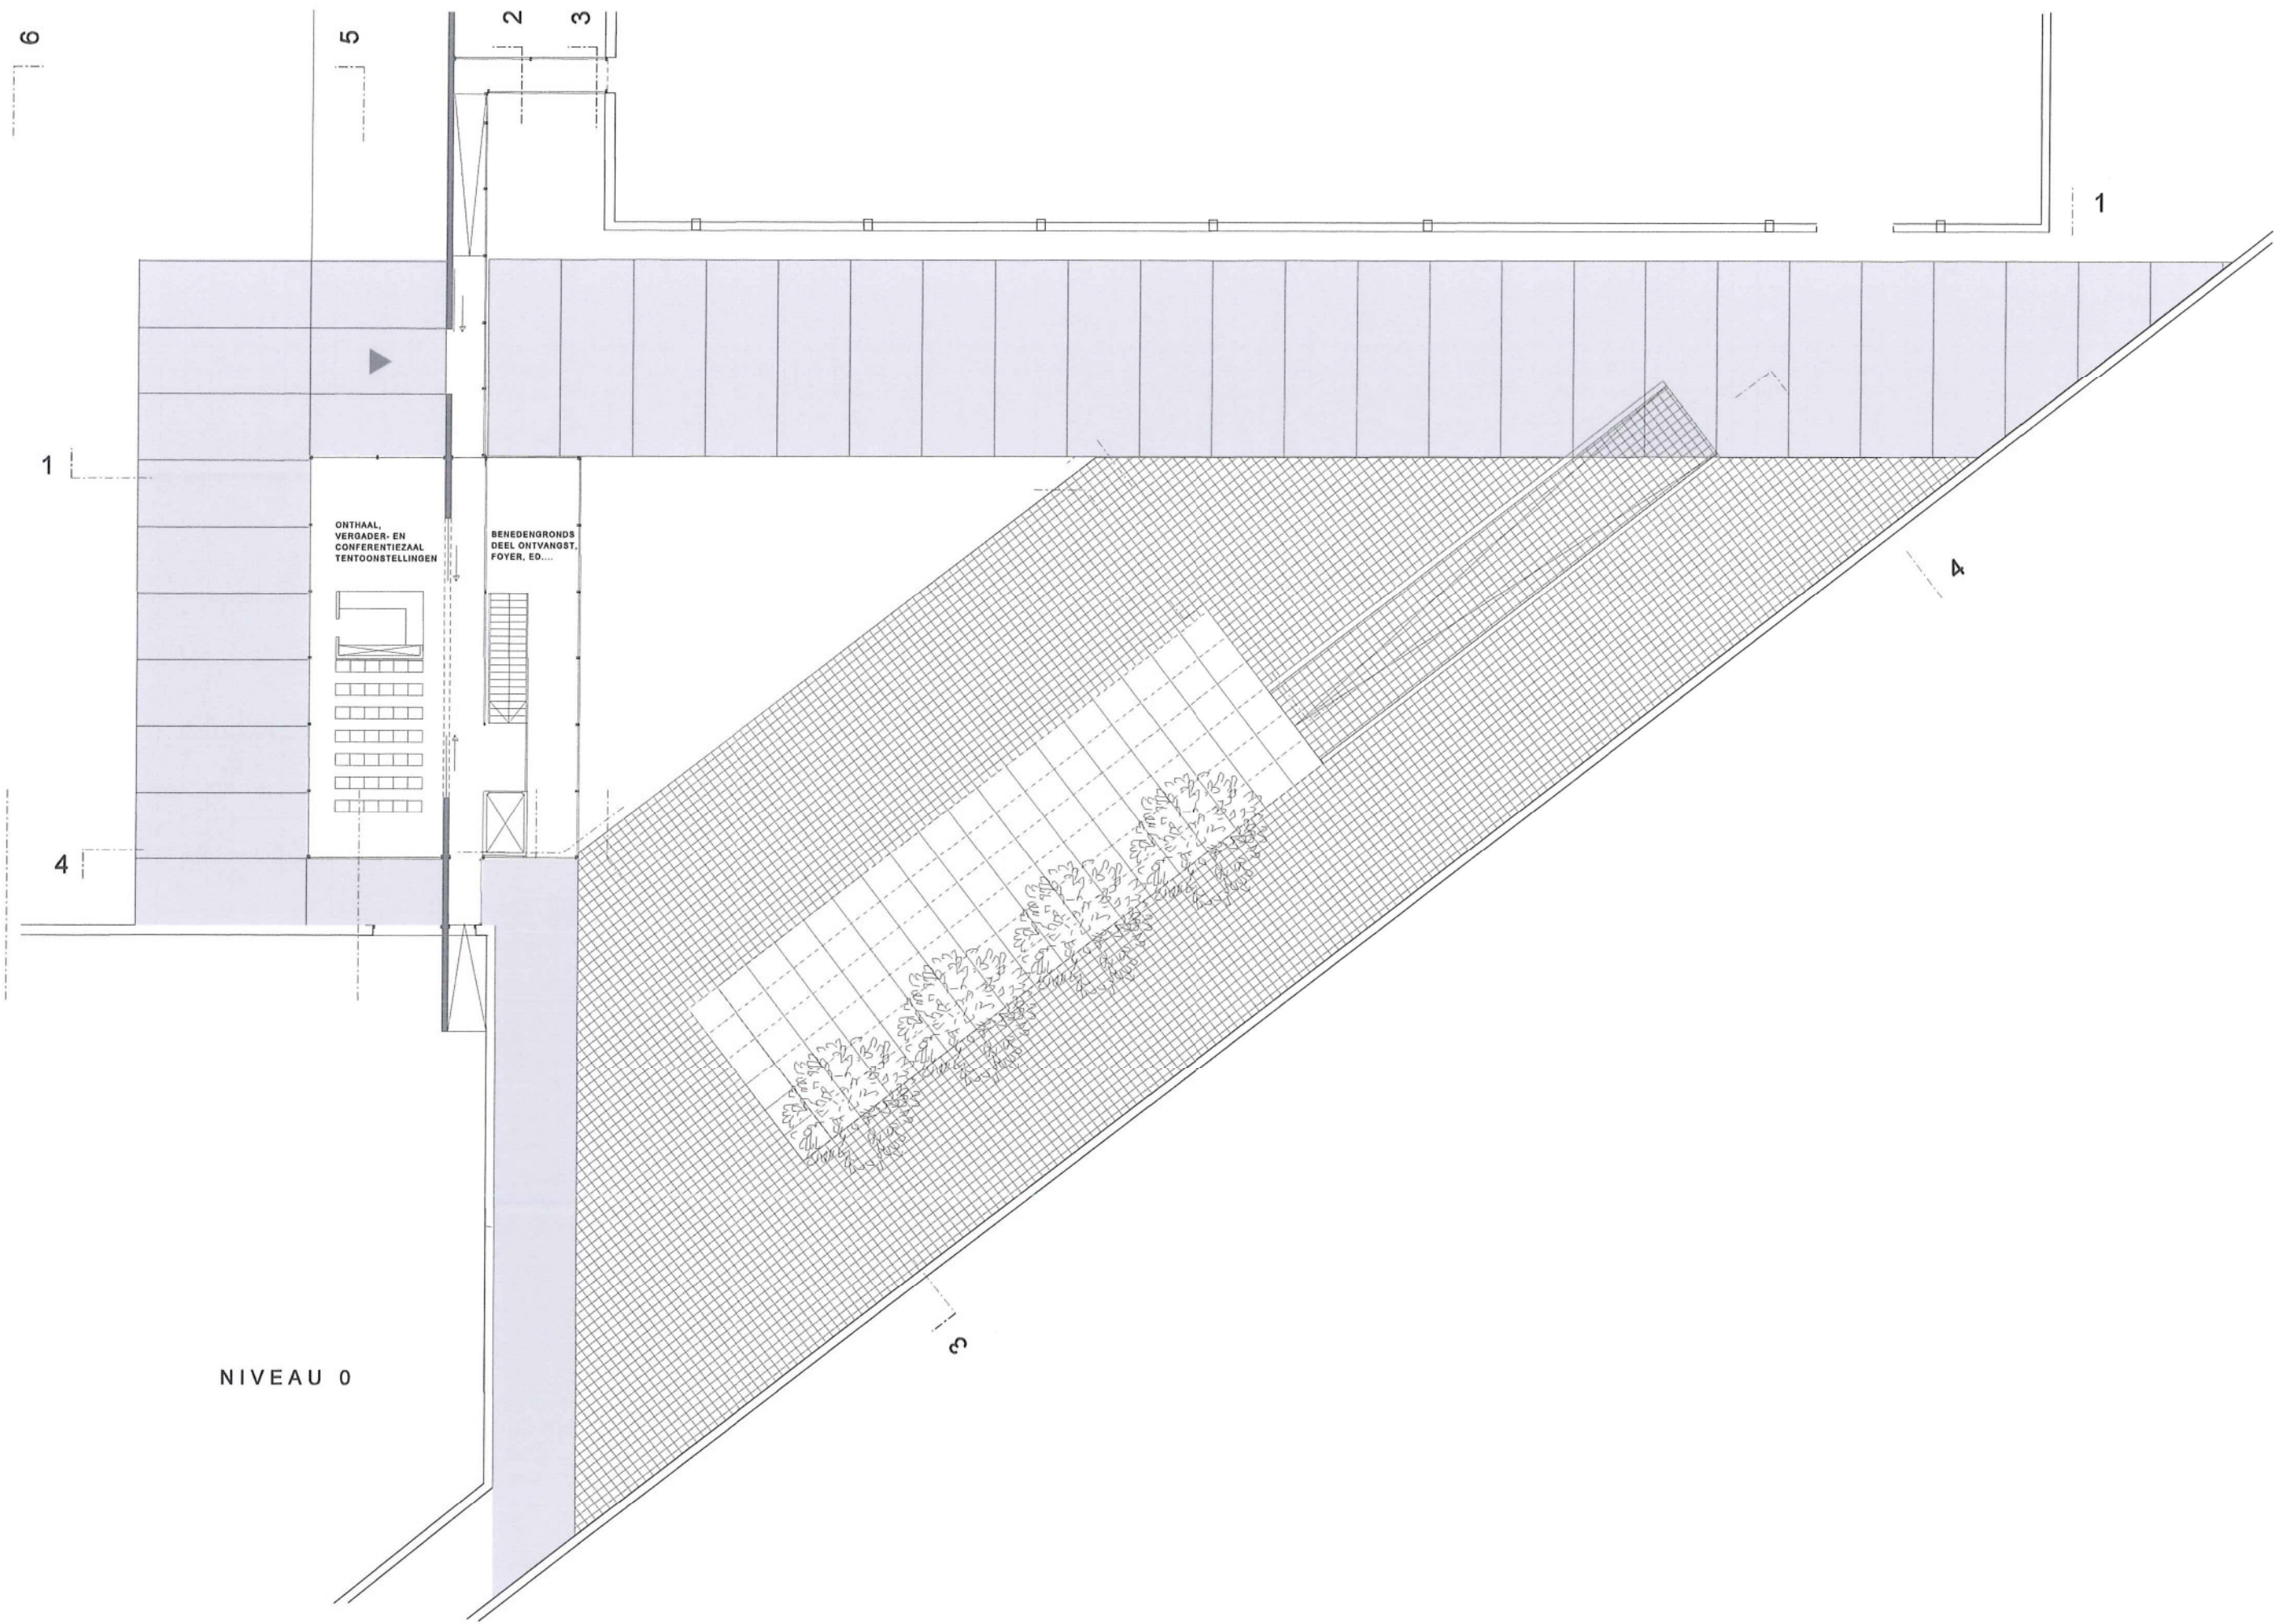 6
5
2
3
1
1
ONTHAAL,
VERGADER- EN
CONFERENTIEZAAL
TENTOONSTELLINGEN
BENEDENGRONDS
DEEL ONTVANGST,
FOYER, ED....
4
4
3
NIVEAU 0